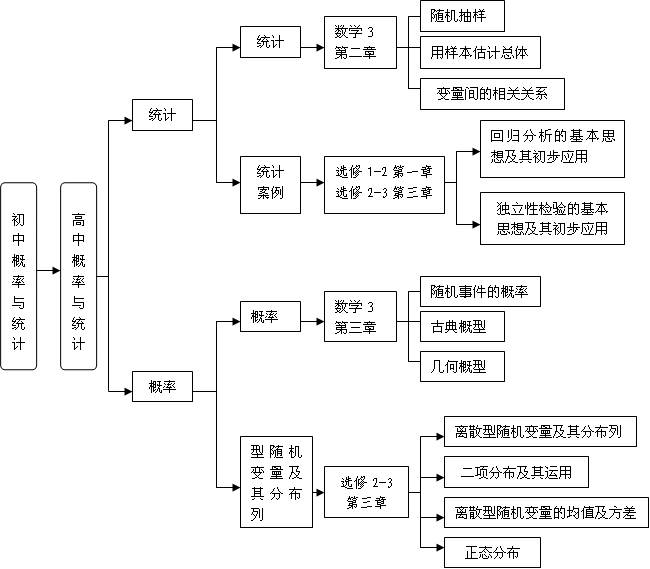 初中概率与统计
高中概率与统计
统计
统计
数学3
第二章
随机抽样
用样本估计总体
变量间的相关关系
统计
案例
选修1-2第一章
选修2-3第三章
回归分析的基本思
想及其初步应用
独立性检验的基本
思想及其初步应用
概率
概率
数学3
第三章
随机事件的概率
古典概型
几何概型
型随机
变量及
其分布
列
选修2-3
第三章
离散型随机变量及其分布列
二项分布及其运用
离散型随机变量的均值及方差
正态分布